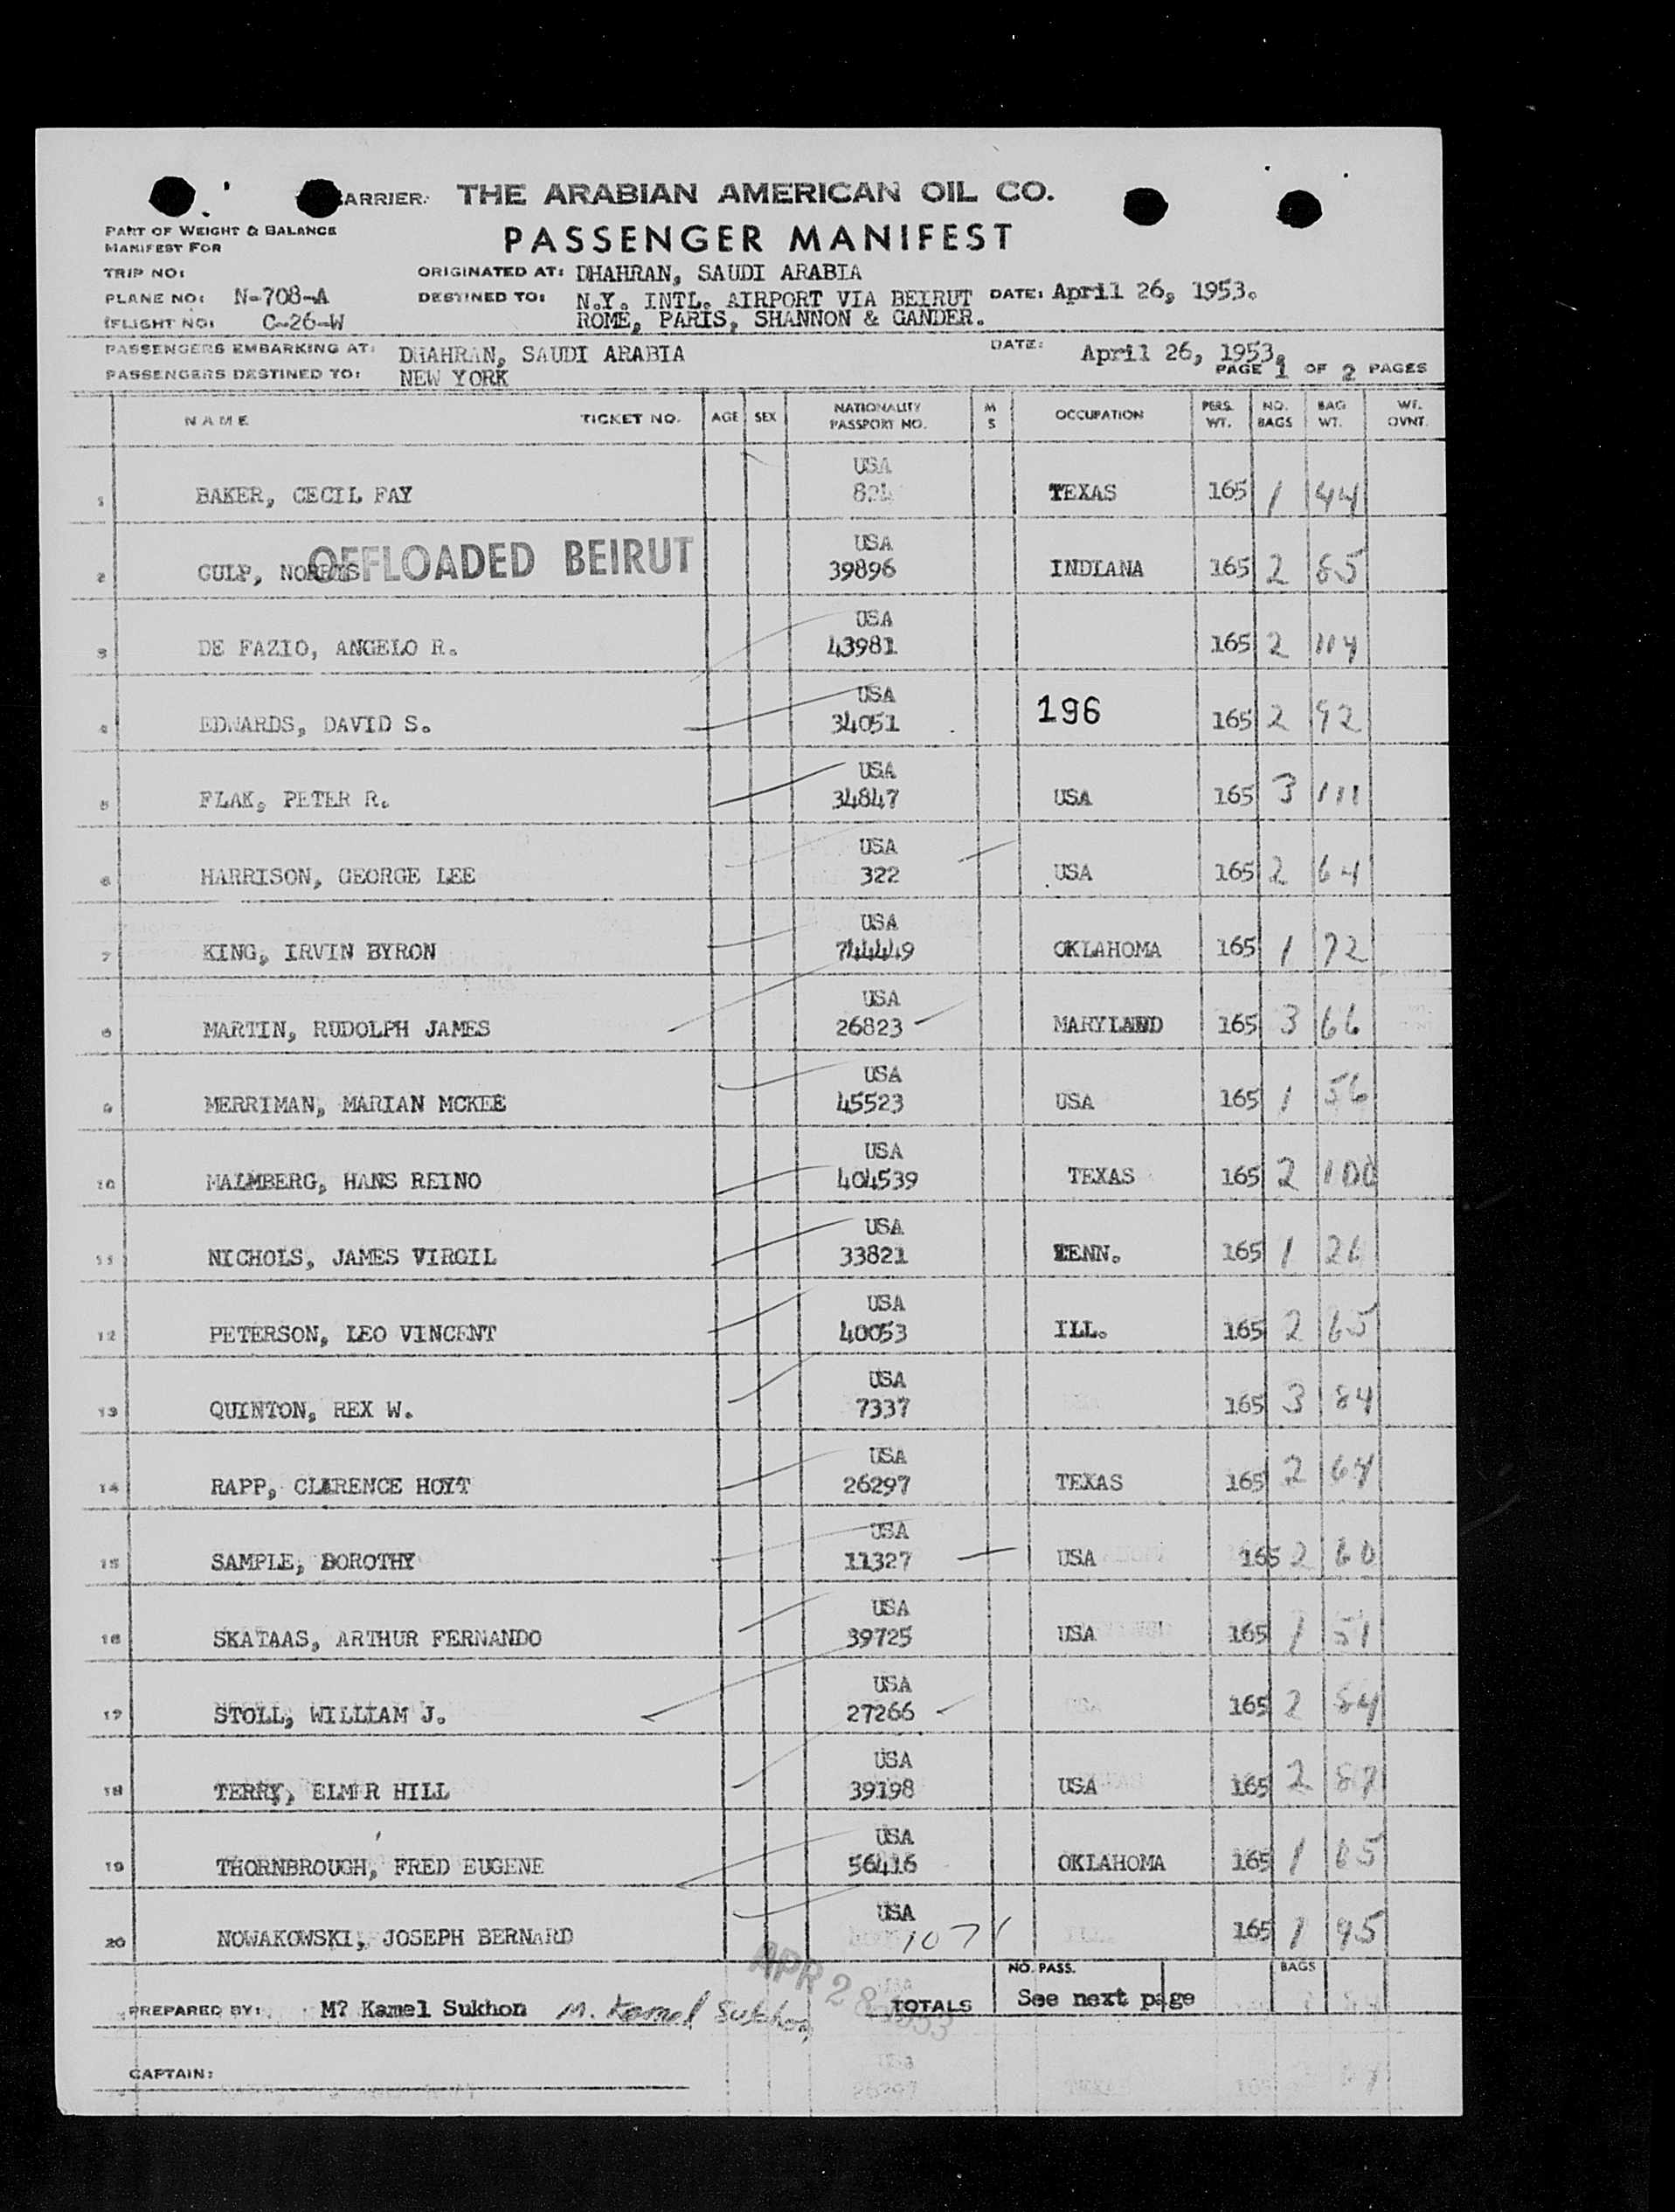 CARRIER: THE ARABIAN AMERICAN OIL CO.
PART OF WEIGHT & BALANCE
MANIFEST FOR
PASSENGER MANIFEST
TRIP NO:
ORIGINATED AT: DHAHRAN, SAUDI ARABIA
PLANE NO: N-708-A
DESTINED TO: N.Y. INTL. AIRPORT VIA BEIRUT DATE: April 26, 1953.
FLIGHT NO: C-26-W
ROME, PARIS, SHANNON & GANDER.
PASSENGERS EMBARKING AT: DHAHRAN, SAUDI ARABIA DATE: April 26, 1953.
PASSENGERS DESTINED TO: NEW YORK PAGE 1 OF 2 PAGES
NAME TICKET NO. AGE SEX NATIONALITY PASSPORT NO. M S OCCUPATION PERS. WT. NO. BAGS BAG WT. WT. OVNT.
USA
1 BAKER, CECIL FAY TEXAS 165 1 44
OFFLOADED BEIRUT
USA
2 CULP, NORRIS 39896 INDIANA 165 2 85
USA
3 DE FAZIO, ANGELO R. 43981 165 2 114
USA
4 EDWARDS, DAVID S. 34051 196 165 2 92
USA
5 FLAK, PETER R. 34847 USA 165 3 111
USA
6 HARRISON, GEORGE LEE 322 USA 165 2 64
USA
7 KING, IRVIN BYRON 744449 OKLAHOMA 165 1 72
USA
8 MARTIN, RUDOLPH JAMES 26823 MARYLAND 165 3 66
USA
9 MERRIMAN, MARIAN MCKEE 45523 USA 165 1 56
USA
10 MALMBERG, HANS REINO 404539 TEXAS 165 2 100
USA
11 NICHOLS, JAMES VIRGIL 33821 TENN. 165 1 26
USA
12 PETERSON, LEO VINCENT 40053 ILL. 165 2 65
USA
13 QUINTON, REX W. 7337 165 3 84
USA
14 RAPP, CLARENCE HOYT 26297 TEXAS 165 2 64
USA
15 SAMPLE, DOROTHY 11327 USA 165 2 60
USA
16 SKATAAS, ARTHUR FERNANDO 39725 USA 165 1 51
USA
17 STOLL, WILLIAM J. 27266 165 2 84
USA
18 TERRY, ELMER HILL 39198 USA 165 2 87
USA
19 THORNBROUGH, FRED EUGENE 56416 OKLAHOMA 165 1 65
USA
20 NOWAKOWSKI, JOSEPH BERNARD 1071 165 1 95
APR 28 1953
NO. PASS. BAGS
PREPARED BY: M? Kamel Sukhon M. Kamel Sukhon TOTALS See next page
CAPTAIN: